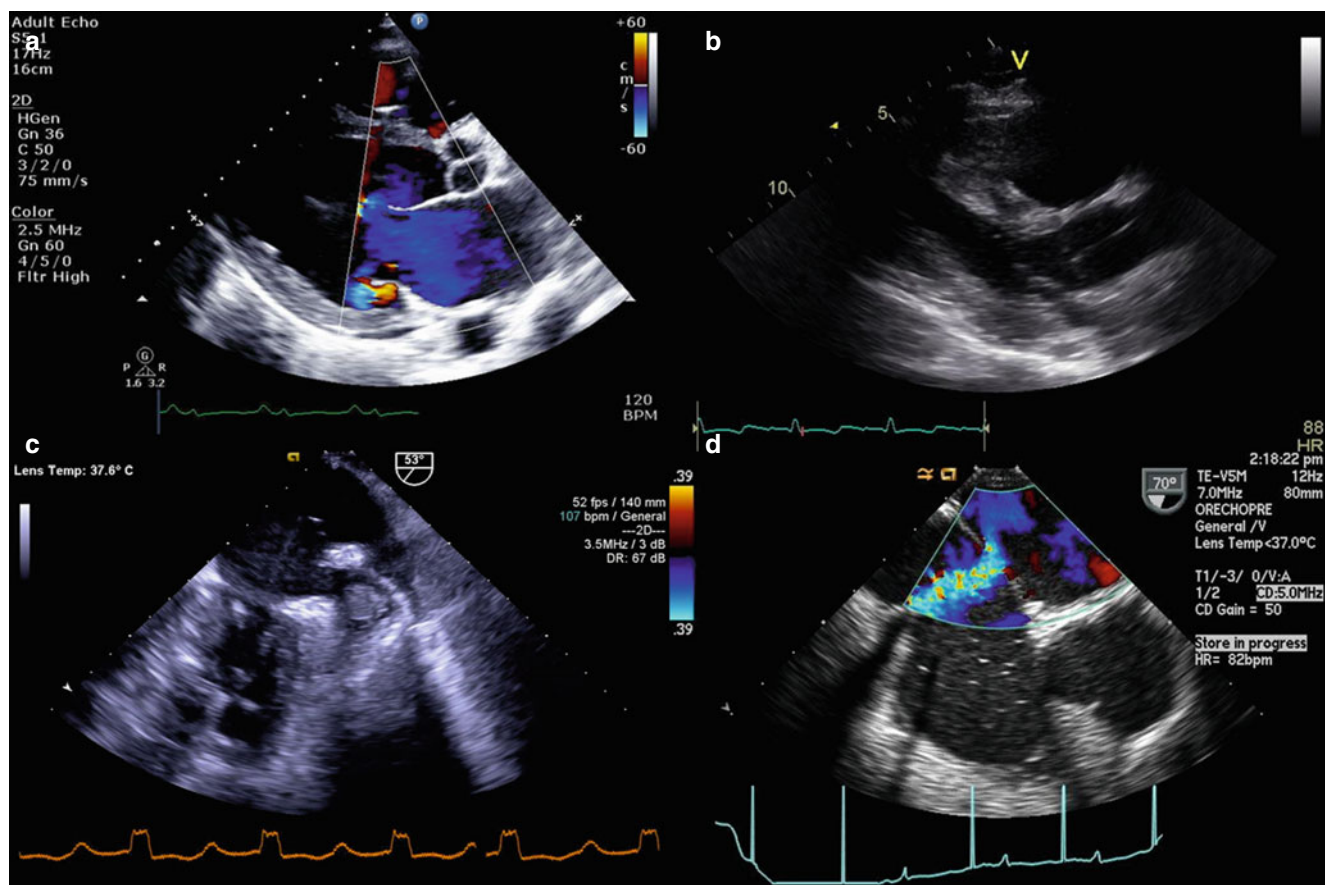 Adult Echo
S5-1
17Hz
16cm
2D
HGen
Gn 36
C 50
3/2/0
75 mm/s
Color
2.5 MHz
Gn 60
4/5/0
Fltr High
a
P
+60
c
m
/
s
-60
G
P R
1.6 3.2
120
BPM
b
V
5
10
88
HR
c
Lens Temp: 37.6° C
53°
52 fps / 140 mm
107 bpm / General
---2D---
3.5MHz / 3 dB
DR: 67 dB
.39
.39
d
70°
2:18:22 pm
TE-V5M 12Hz
7.0MHz 80mm
ORECHOPRE
General /V
Lens Temp<37.0°C
T1/-3/ 0/V:A
1/2 CD:5.0MHz
CD Gain = 50
Store in progress
HR= 82bpm